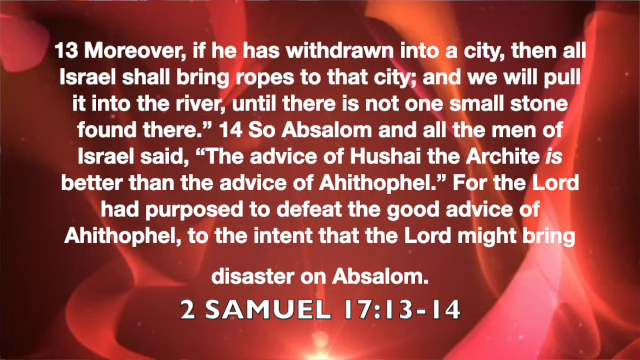 13 Moreover, if he has withdrawn into a city, then all
Israel shall bring ropes to that city; and we will pull
it into the river, until there is not one small stone
found there.” 14 So Absalom and all the men of
Israel said, “The advice of Hushai the Archite is
better than the advice of Ahithophel.” For the Lord
had purposed to defeat the good advice of
Ahithophel, to the intent that the Lord might bring
disaster on Absalom.
2 SAMUEL 17:13-14